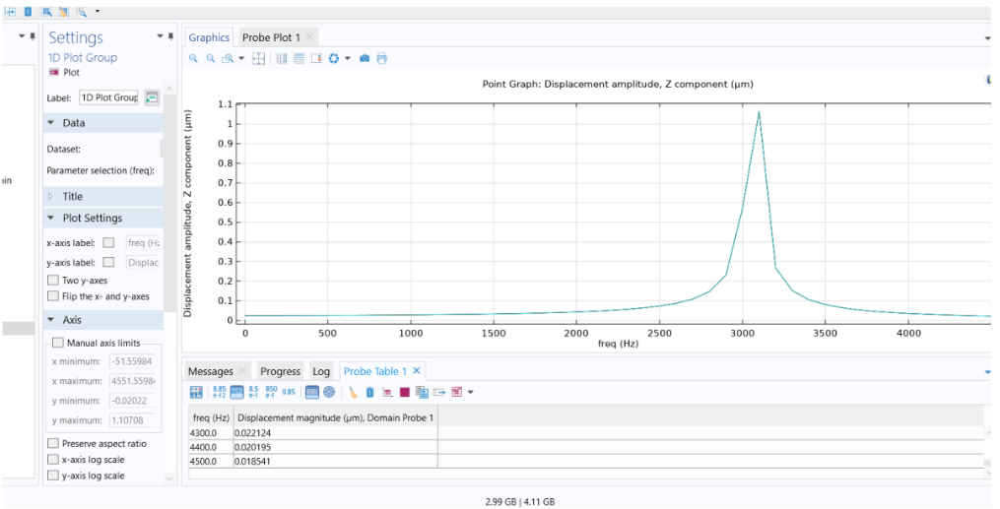 Settings
1D Plot Group
Plot
Label: 1D Plot Group
Data
Dataset:
Parameter selection (freq):
Title
Plot Settings
x-axis label: freq (Hz
y-axis label: Displac
Two y-axes
Flip the x- and y-axes
Axis
Manual axis limits
x minimum: -51.55984
x maximum: 4551.5598
y minimum: -0.02022
y maximum: 1.10708
Preserve aspect ratio
x-axis log scale
y-axis log scale
Graphics Probe Plot 1
Point Graph: Displacement amplitude, Z component (µm)
Displacement amplitude, Z component (µm)
1.1
1
0.9
0.8
0.7
0.6
0.5
0.4
0.3
0.2
0.1
0
0 500 1000 1500 2000 2500 3000 3500 4000
freq (Hz)
Messages Progress Log Probe Table 1
8.85 e-12 8.5 e-1 850 e-3 0.85
freq (Hz) Displacement magnitude (µm), Domain Probe 1
4300.0 0.022124
4400.0 0.020195
4500.0 0.018541
2.99 GB | 4.11 GB